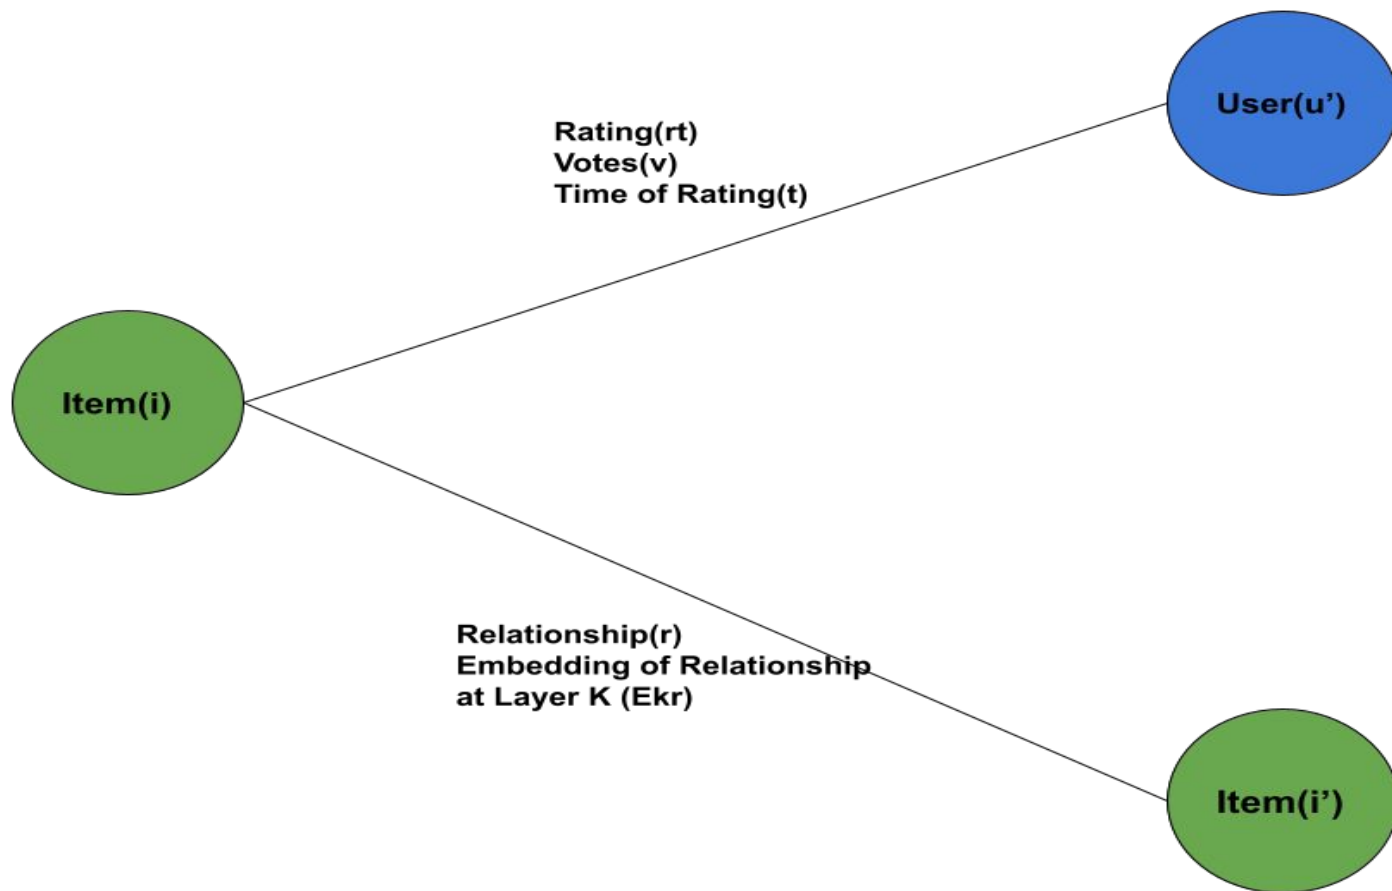 User(u’)
Rating(rt)
Votes(v)
Time of Rating(t)
Item(i)
Relationship(r)
Embedding of Relationship
at Layer K (Ekr)
Item(i’)